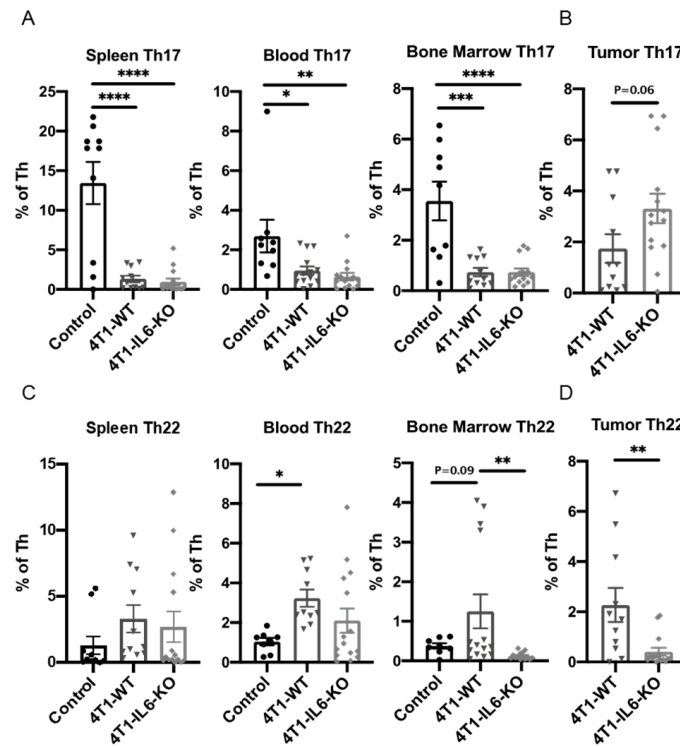 A
B
Spleen Th17
Blood Th17
Bone Marrow Th17
Tumor Th17
****
****
% of Th
25
20
15
10
5
0
Control
4T1-WT
4T1-IL6-KO
**
*
% of Th
10
8
6
4
2
0
Control
4T1-WT
4T1-IL6-KO
****
***
% of Th
8
6
4
2
0
Control
4T1-WT
4T1-IL6-KO
P=0.06
% of Th
8
6
4
2
0
4T1-WT
4T1-IL6-KO
C
D
Spleen Th22
Blood Th22
Bone Marrow Th22
Tumor Th22
% of Th
15
10
5
0
Control
4T1-WT
4T1-IL6-KO
*
% of Th
10
8
6
4
2
0
Control
4T1-WT
4T1-IL6-KO
P=0.09
**
% of Th
5
4
3
2
1
0
Control
4T1-WT
4T1-IL6-KO
**
% of Th
8
6
4
2
0
4T1-WT
4T1-IL6-KO